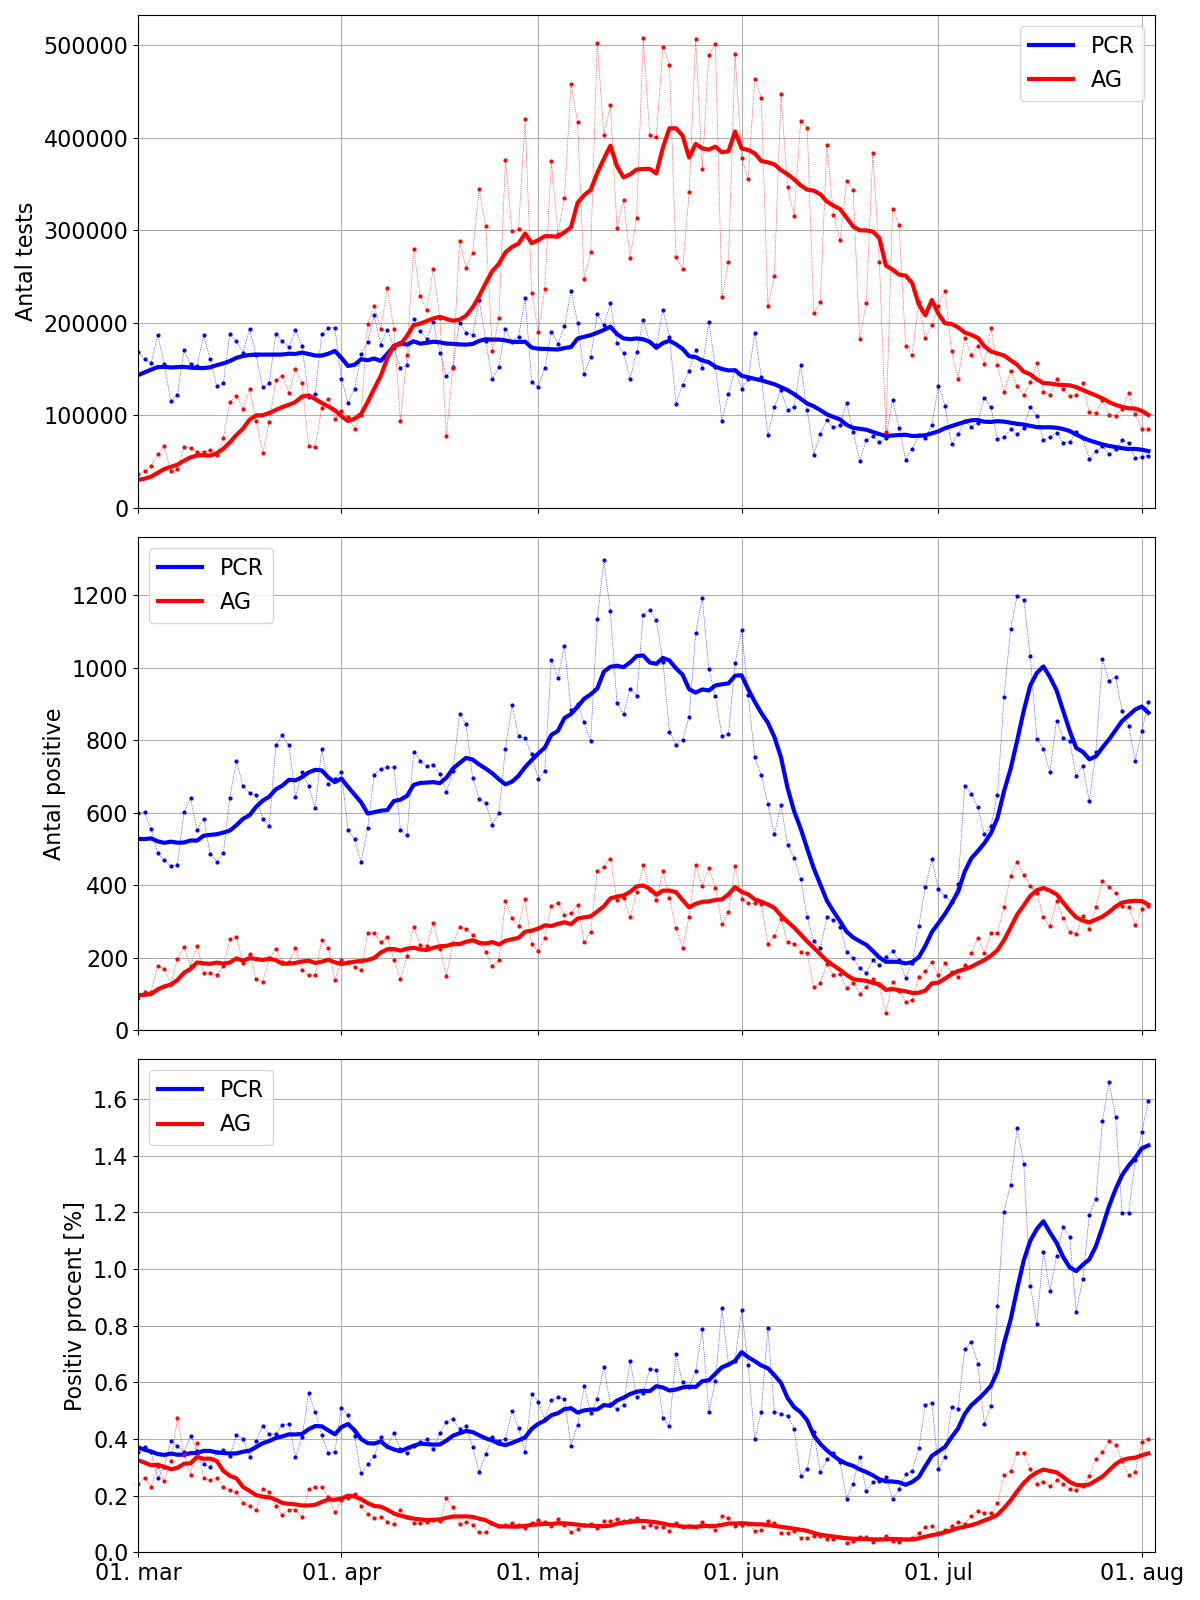 500000
400000
300000
200000
100000
0
Antal tests
PCR
AG
1200
1000
800
600
400
200
0
Antal positive
PCR
AG
1.6
1.4
1.2
1.0
0.8
0.6
0.4
0.2
0.0
Positiv procent [%]
PCR
AG
01. mar 01. apr 01. maj 01. jun 01. jul 01. aug